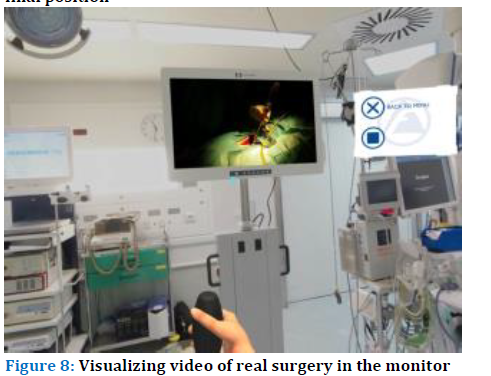 final position
BACK TO MENU
Figure 8: Visualizing video of real surgery in the monitor